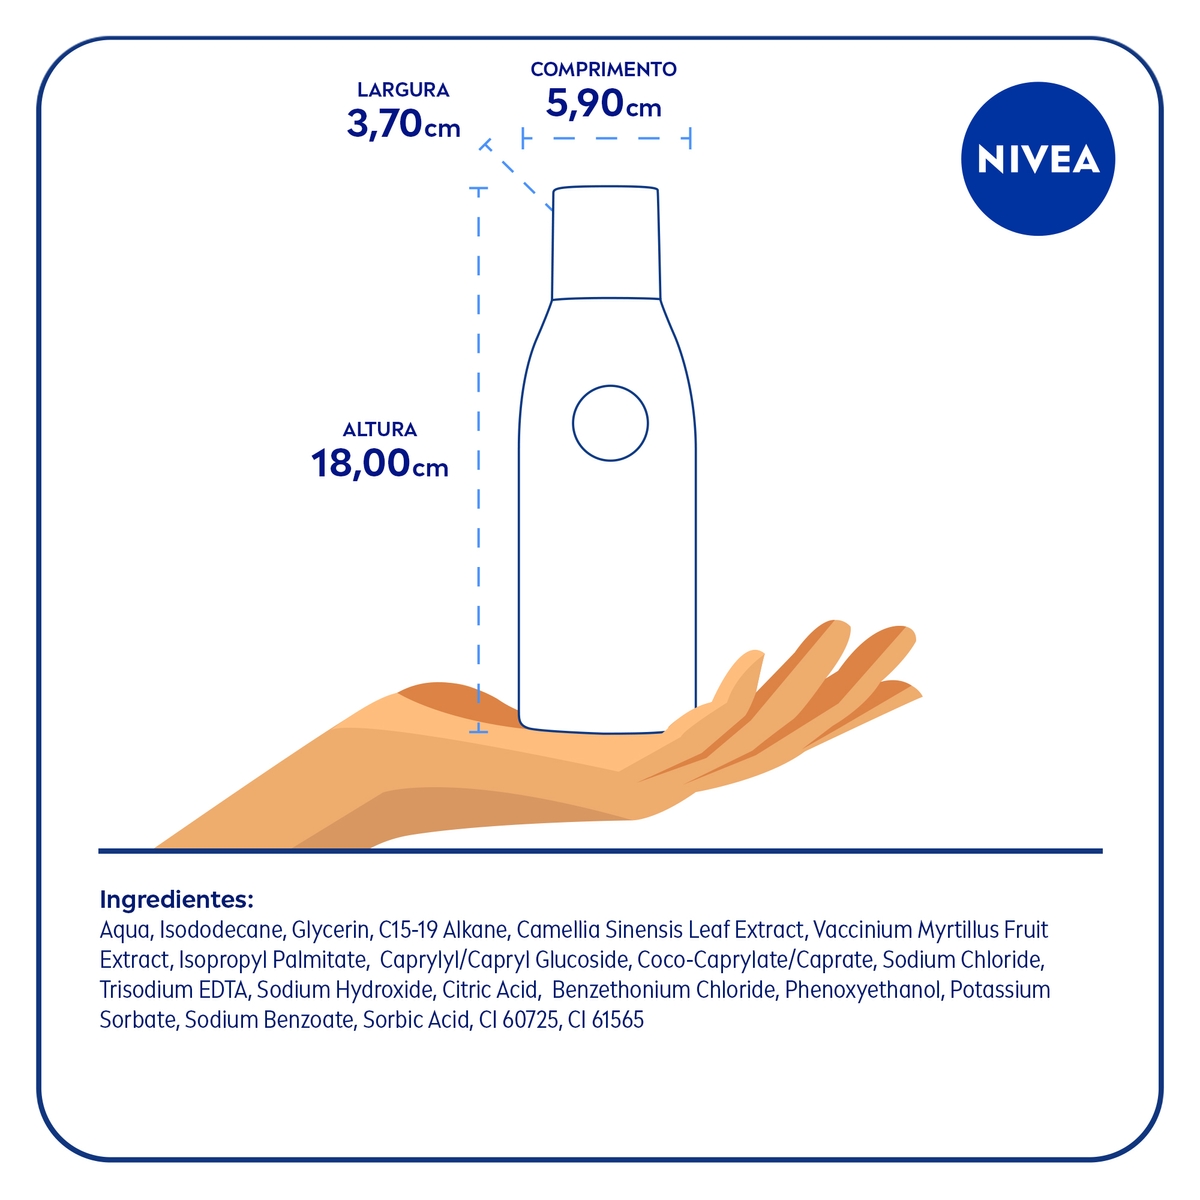 COMPRIMENTO
5,90cm
LARGURA
3,70cm
NIVEA
ALTURA
18,00cm
Ingredientes:
Aqua, Isododecane, Glycerin, C15-19 Alkane, Camellia Sinensis Leaf Extract, Vaccinium Myrtillus Fruit
Extract, Isopropyl Palmitate, Caprylyl/Capryl Glucoside, Coco-Caprylate/Caprate, Sodium Chloride,
Trisodium EDTA, Sodium Hydroxide, Citric Acid, Benzethonium Chloride, Phenoxyethanol, Potassium
Sorbate, Sodium Benzoate, Sorbic Acid, CI 60725, CI 61565